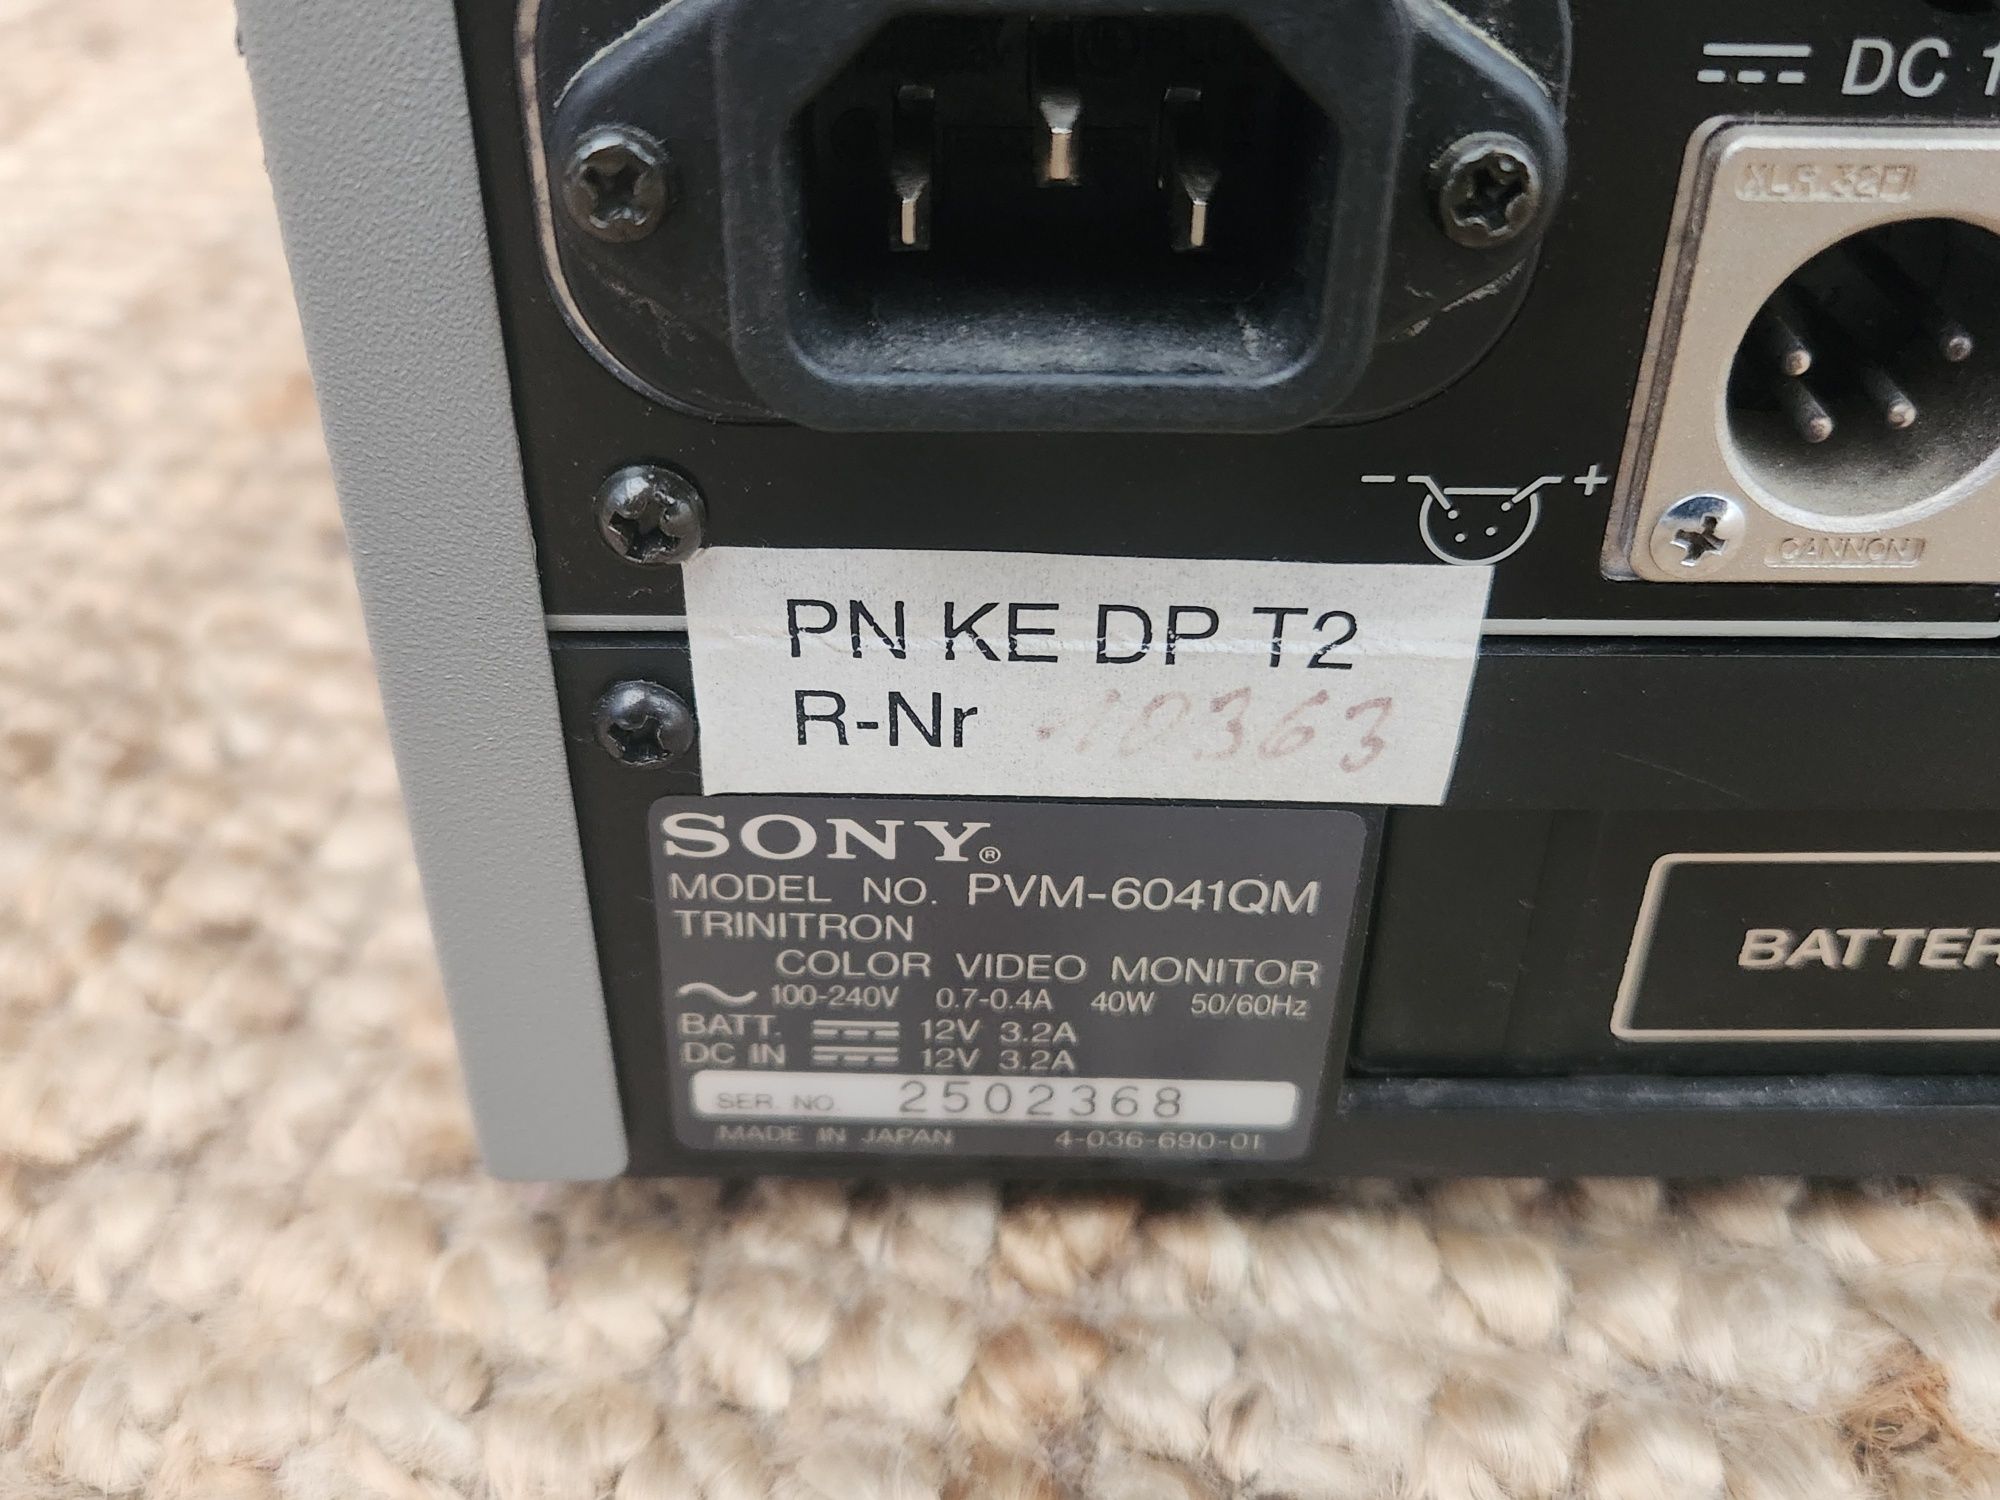 DC 1
XLR 32
- +
CANNON
PN KE DP T2
R-Nr 10363
SONY®
MODEL NO. PVM-6041QM
TRINITRON
COLOR VIDEO MONITOR
100-240V 0.7-0.4A 40W 50/60Hz
BATT. 12V 3.2A
DC IN 12V 3.2A
SER. NO. 2502368
MADE IN JAPAN 4-036-690-01
BATTER